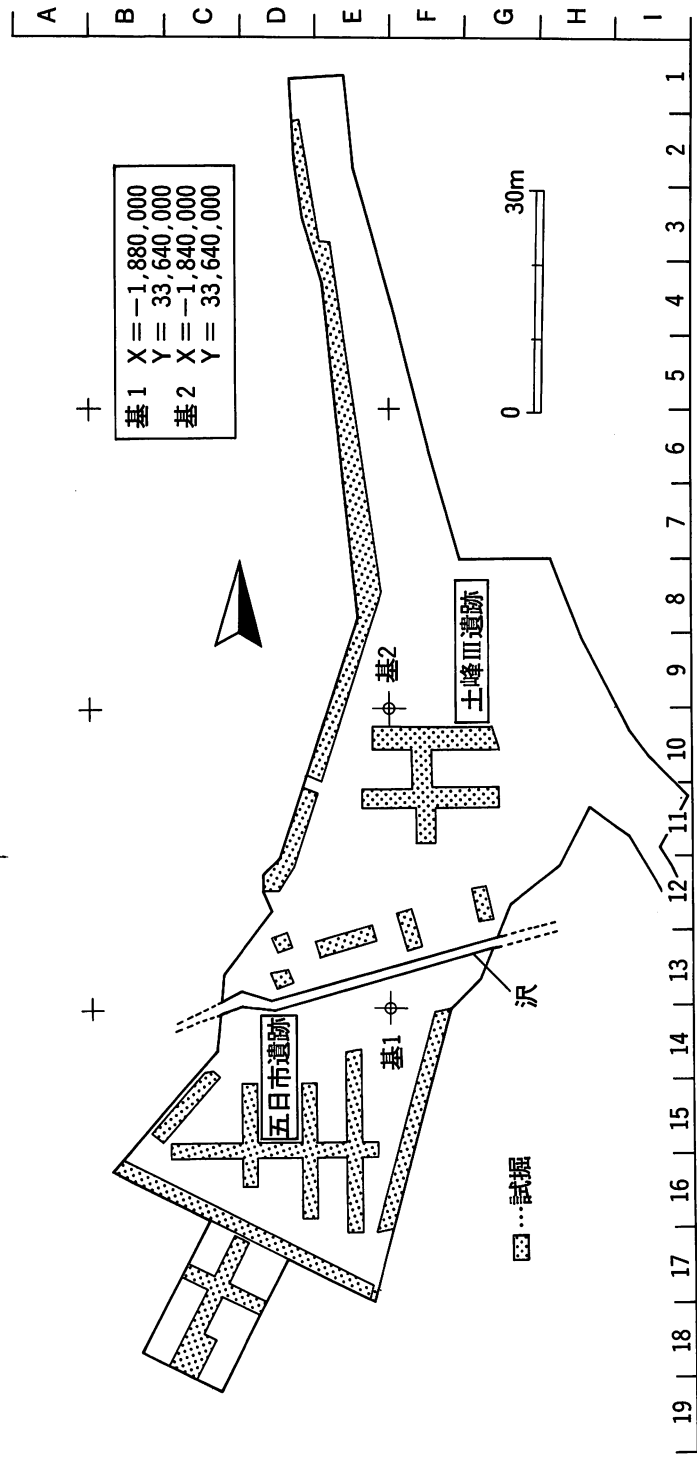 A
B
C
D
E
F
G
H
I
1
2
3
4
5
6
7
8
9
10
11
12
13
14
15
16
17
18
19
基1 X=−1,880,000
Y= 33,640,000
基2 X=−1,840,000
Y= 33,640,000
0 30m
土峰III遺跡
基2
沢
五日市遺跡
基1
…試掘